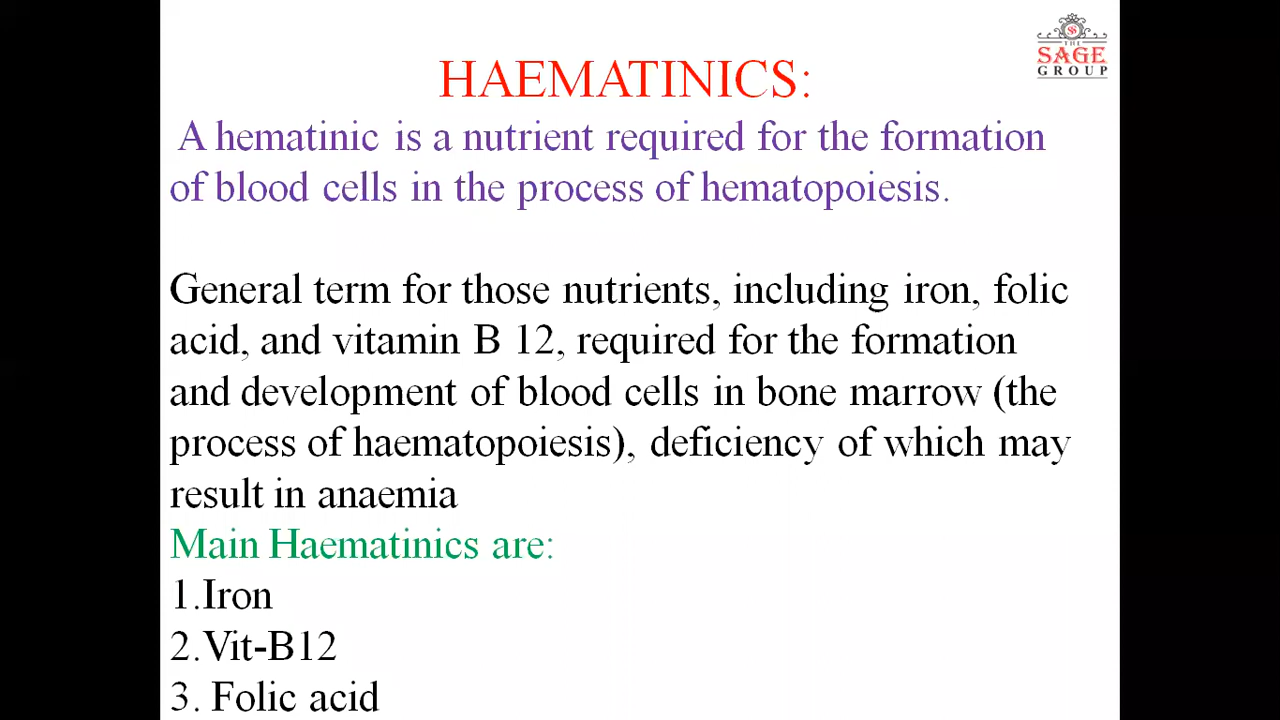 THE
SAGE
GROUP
HAEMATINICS:
A hematinic is a nutrient required for the formation
of blood cells in the process of hematopoiesis.
General term for those nutrients, including iron, folic
acid, and vitamin B 12, required for the formation
and development of blood cells in bone marrow (the
process of haematopoiesis), deficiency of which may
result in anaemia
Main Haematinics are:
1.Iron
2.Vit-B12
3. Folic acid